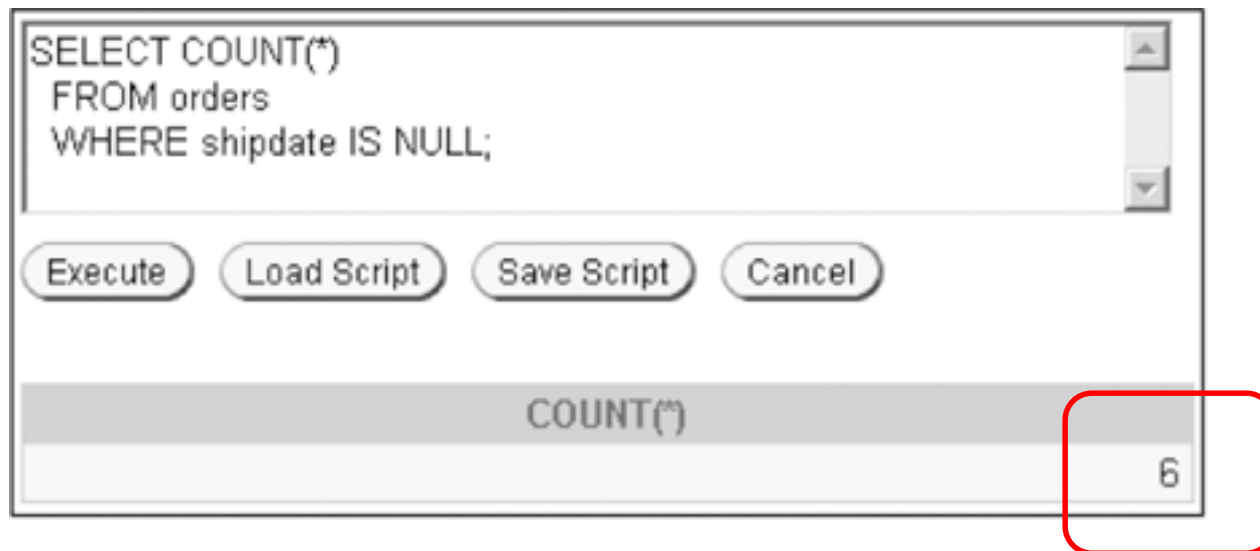 SELECT COUNT(*)
FROM orders
WHERE shipdate IS NULL;
Execute Load Script Save Script Cancel
COUNT(*)
6